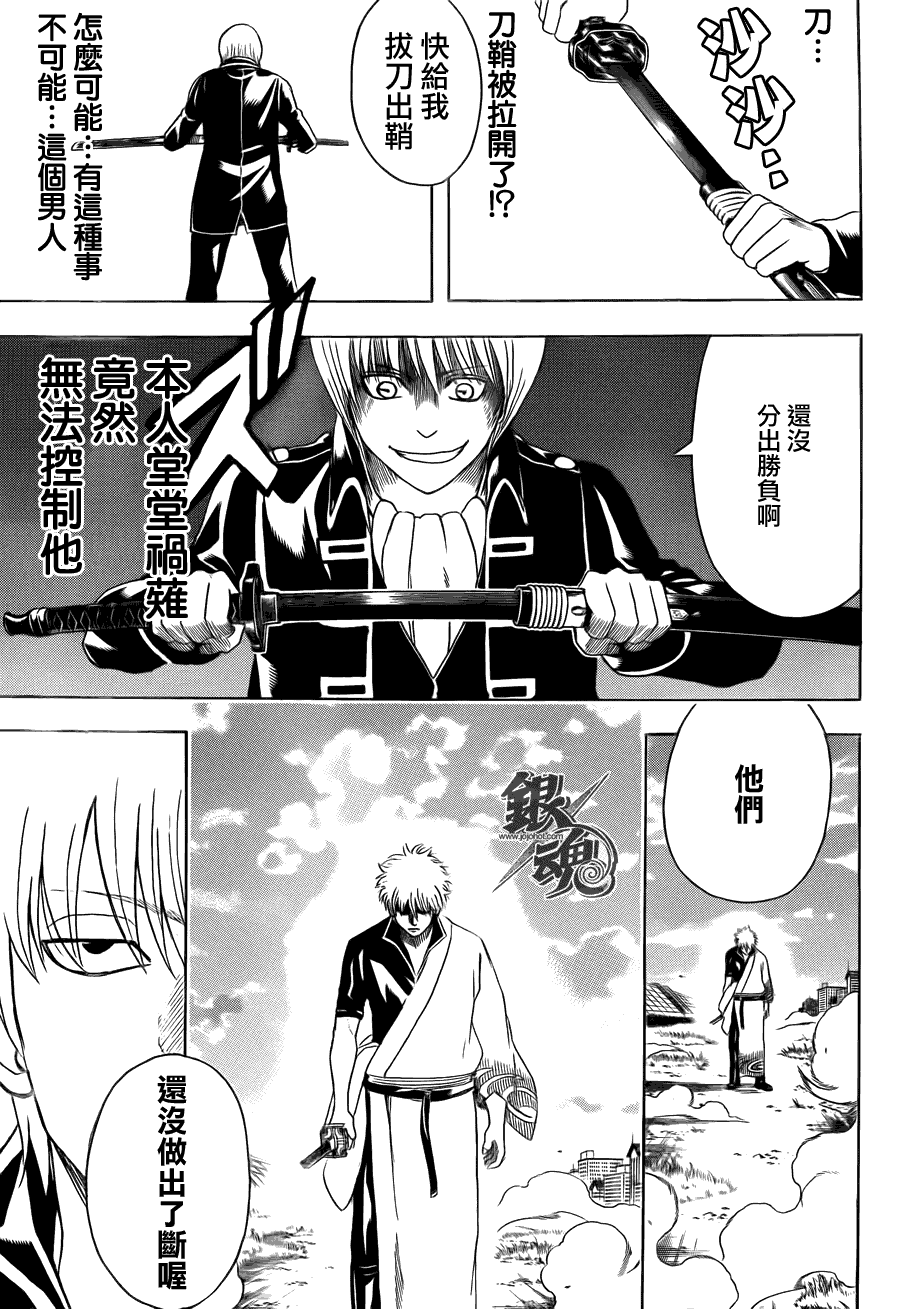 刀…
沙沙…
刀鞘被拉開了!?
快給我
拔刀出鞘
怎麼可能…有這種事
不可能…這個男人
還沒
分出勝負啊
本人堂堂禍薙
竟然
無法控制他
他們
銀魂
www.jojohot.com
還沒做出了斷喔